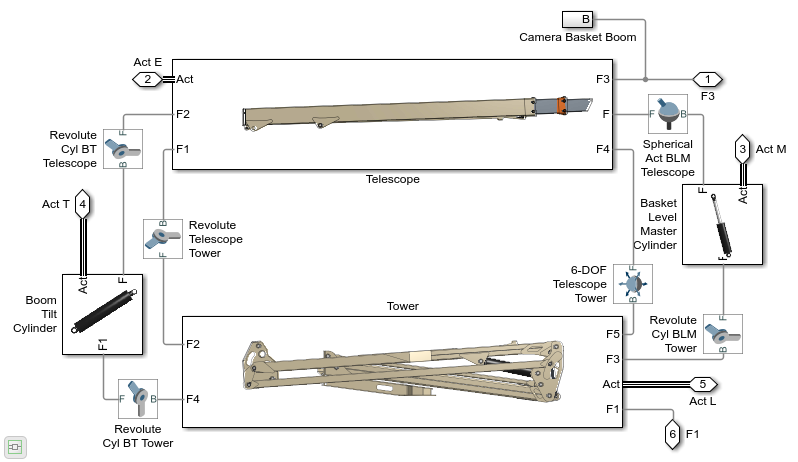 B
Camera Basket Boom
Act E
2
Act
F3
1
F3
F2
F
F
B
Spherical
Act BLM
Telescope
F1
F4
Telescope
F
Revolute
Cyl BT
Telescope
B
3
Act M
Act T
4
B
Revolute
Telescope
Tower
F
F
Act
Basket
Level
Master
Cylinder
F
Act
F
Boom
Tilt
Cylinder
F1
6-DOF
Telescope
Tower
F
B
Tower
Revolute
Cyl BLM
Tower
F
B
F2
F5
F3
Act
5
Act L
F4
F1
6
F1
F
B
Revolute
Cyl BT Tower